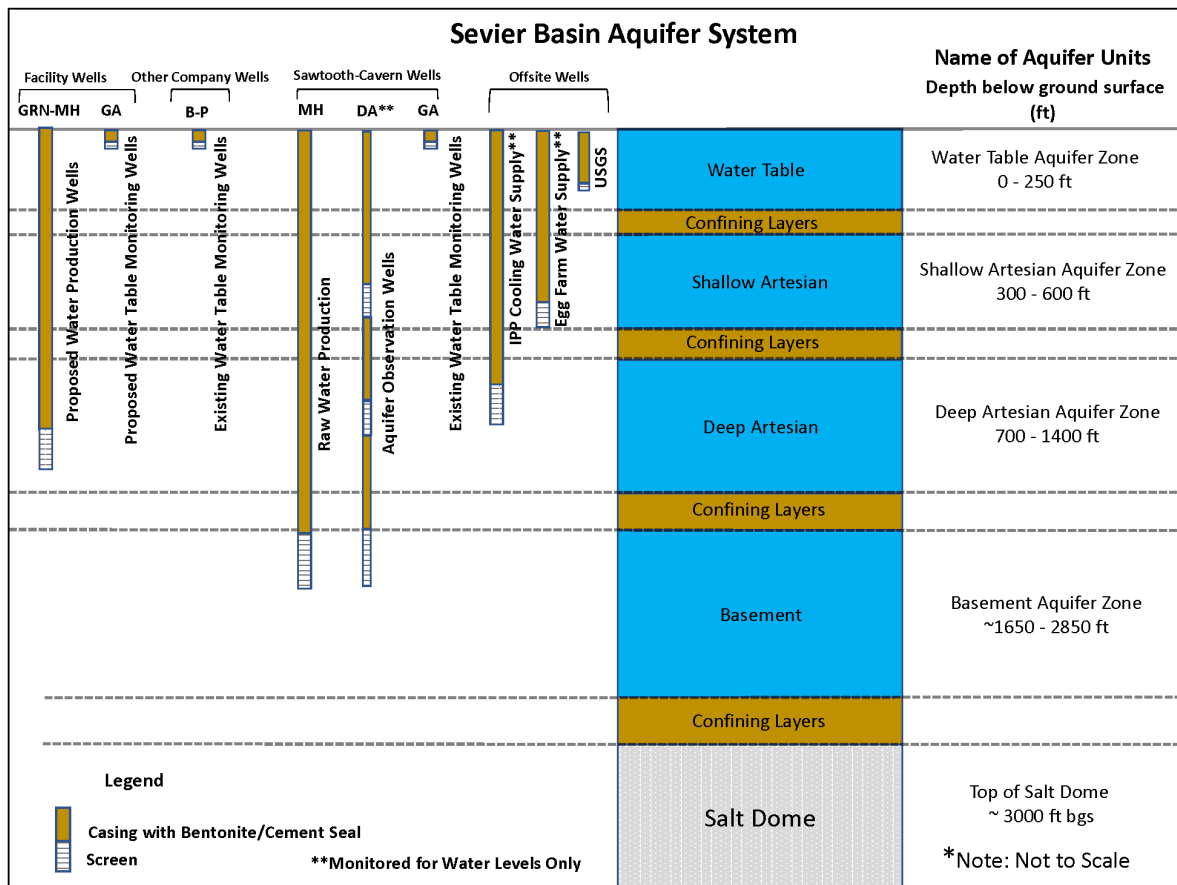 Sevier Basin Aquifer System
Name of Aquifer Units
Depth below ground surface
(ft)
Facility Wells
Other Company Wells
Sawtooth-Cavern Wells
Offsite Wells
GRN-MH
GA
B-P
MH
DA**
GA
Proposed Water Production Wells
Proposed Water Table Monitoring Wells
Existing Water Table Monitoring Wells
Raw Water Production
Aquifer Observation Wells
Existing Water Table Monitoring Wells
IPP Cooling Water Supply**
Egg Farm Water Supply**
USGS
Water Table
Water Table Aquifer Zone
0 - 250 ft
Confining Layers
Shallow Artesian
Shallow Artesian Aquifer Zone
300 - 600 ft
Confining Layers
Deep Artesian
Deep Artesian Aquifer Zone
700 - 1400 ft
Confining Layers
Basement
Basement Aquifer Zone
~1650 - 2850 ft
Confining Layers
Salt Dome
Top of Salt Dome
~ 3000 ft bgs
*Note: Not to Scale
Legend
Casing with Bentonite/Cement Seal
Screen
**Monitored for Water Levels Only